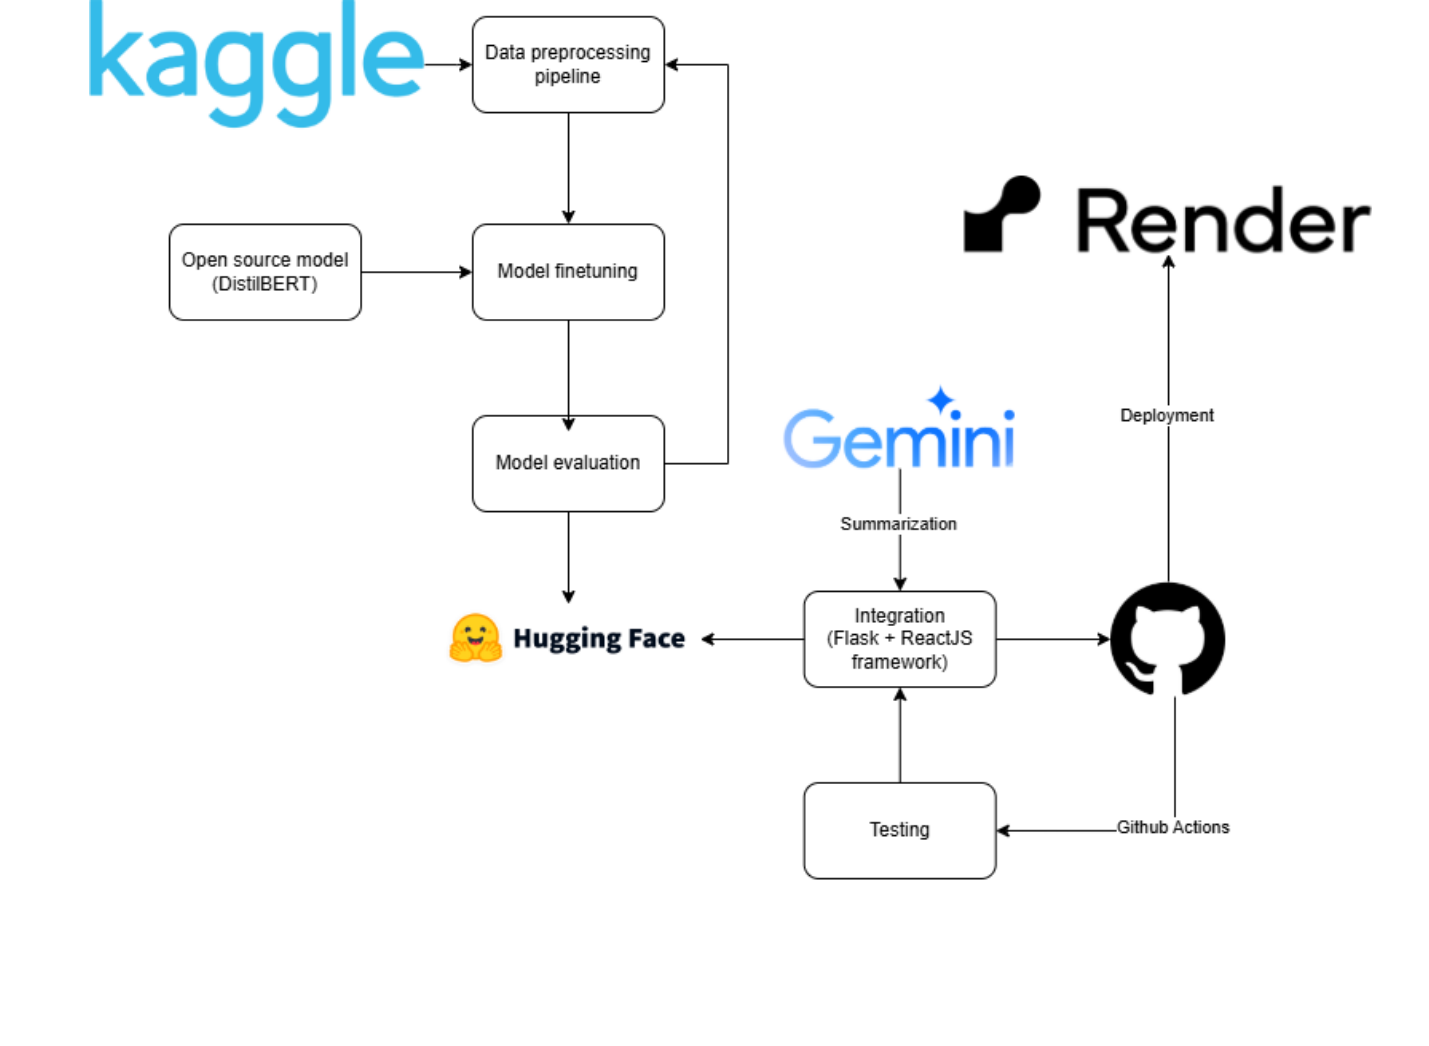 kaggle
Data preprocessing
pipeline
Render
Open source model
(DistilBERT)
Model finetuning
Gemini
Deployment
Model evaluation
Summarization
Hugging Face
Integration
(Flask + ReactJS
framework)
Testing
Github Actions